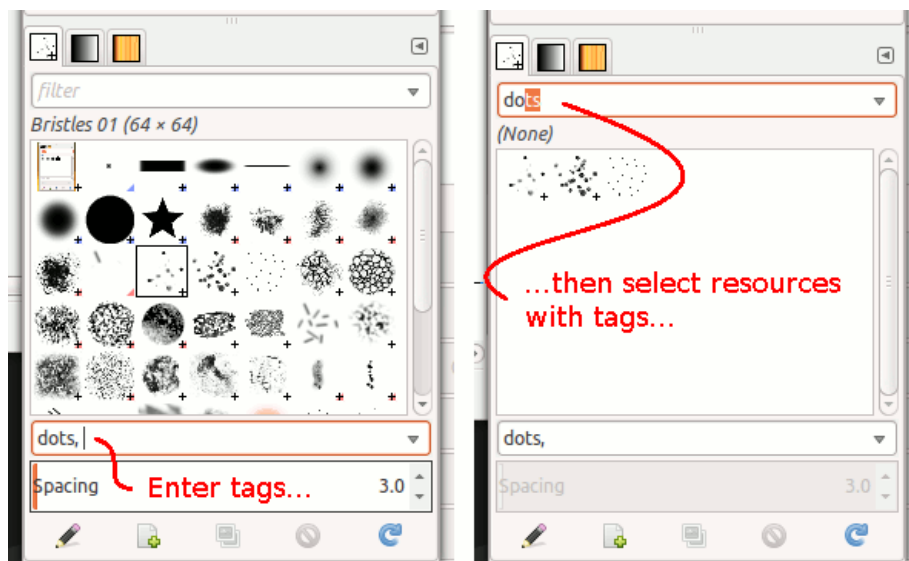 filter
Bristles 01 (64 × 64)
dots,
Spacing
3.0
Enter tags...
dots
(None)
...then select resources
with tags...
dots,
Spacing
3.0